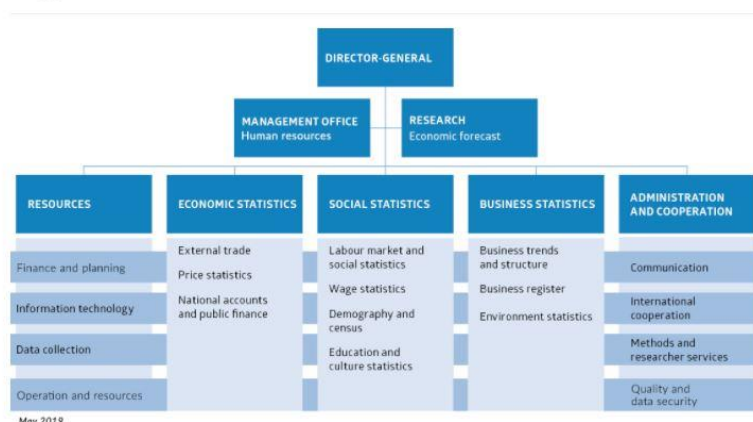 DIRECTOR-GENERAL
MANAGEMENT OFFICE
Human resources
RESEARCH
Economic forecast
RESOURCES
ECONOMIC STATISTICS
SOCIAL STATISTICS
BUSINESS STATISTICS
ADMINISTRATION
AND COOPERATION
Finance and planning
Information technology
Data collection
Operation and resources
External trade
Price statistics
National accounts
and public finance
Labour market and
social statistics
Wage statistics
Demography and
census
Education and
culture statistics
Business trends
and structure
Business register
Environment statistics
Communication
International
cooperation
Methods and
researcher services
Quality and
data security
May 2019